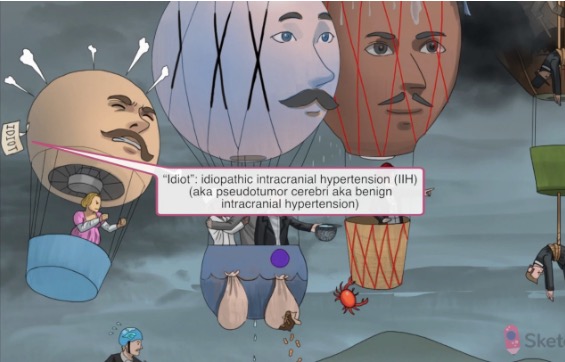 IDIOT
“Idiot”: idiopathic intracranial hypertension (IIH)
(aka pseudotumor cerebri aka benign
intracranial hypertension)
Sket